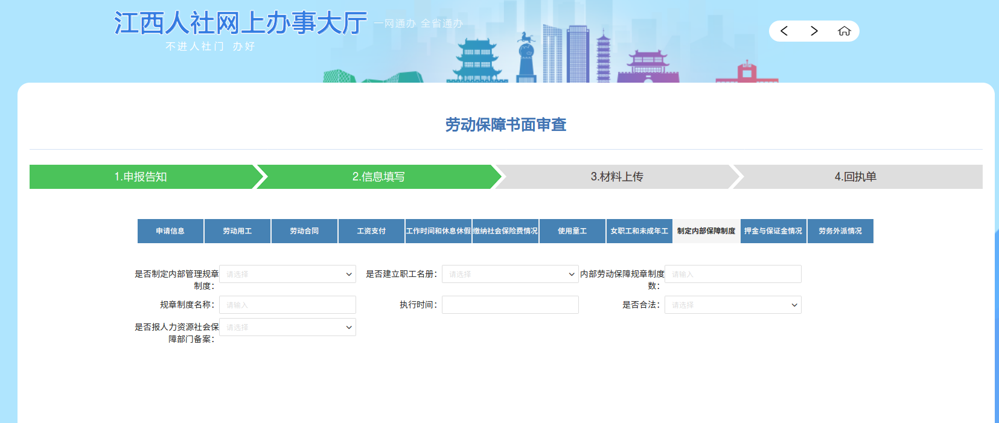 江西人社网上办事大厅 一网通办 全省通办
不进人社门 办好
劳动保障书面审查
1.申报告知 2.信息填写 3.材料上传 4.回执单
申请信息 劳动用工 劳动合同 工资支付 工作时间和休息休假 缴纳社会保险费情况 使用童工 女职工和未成年工 制定内部保障制度 押金与保证金情况 劳务外派情况
是否制定内部管理规章 请选择 是否建立职工名册： 请选择 内部劳动保障规章制度 请输入
制度： 数：
规章制度名称： 请输入 执行时间： 是否合法： 请选择
是否报人力资源社会保 请选择
障部门备案：